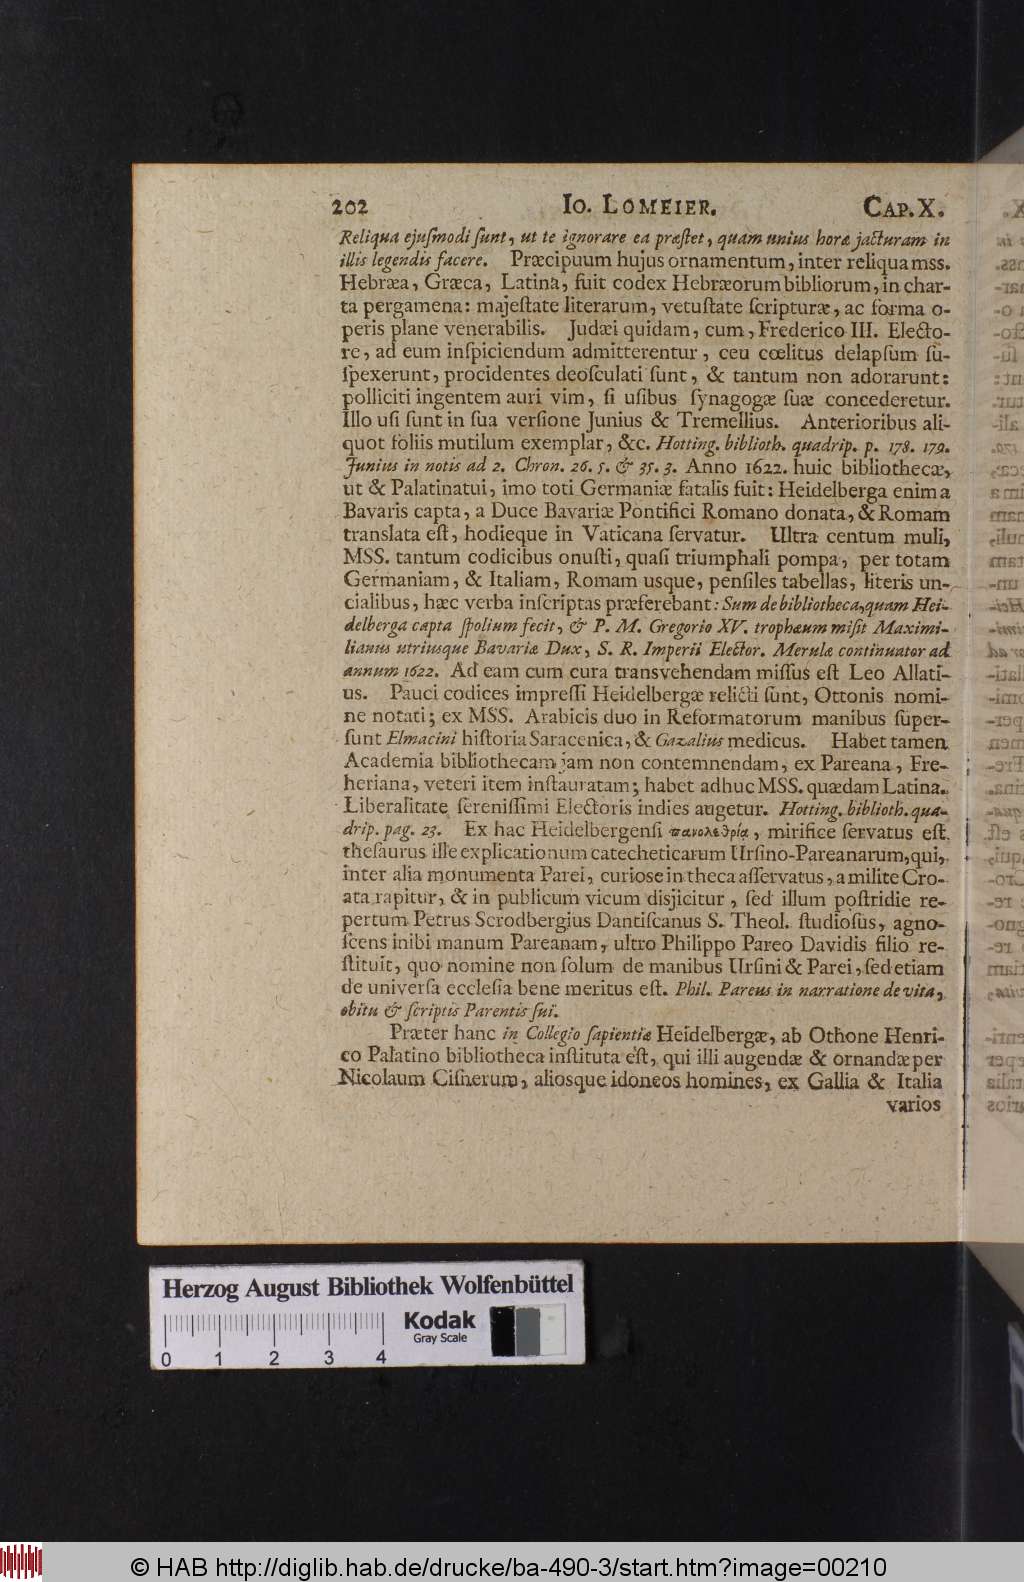 202 IO. LOMEIER. CAP. X.
Reliqua ejuſmodi ſunt, ut te ignorare ea præſtet, quam unius horæ jacturam in
illis legendis facere. Præcipuum hujus ornamentum, inter reliqua mss.
Hebræa, Græca, Latina, fuit codex Hebræorum bibliorum, in char-
ta pergamena: majeſtate literarum, vetuſtate ſcripturæ, ac forma o-
peris plane venerabilis. Judæi quidam, cum, Frederico III. Electo-
re, ad eum inſpiciendum admitterentur, ceu cœlitus delapſum ſu-
ſpexerunt, procidentes deoſculati ſunt, & tantum non adorarunt:
polliciti ingentem auri vim, ſi uſibus ſynagogæ ſuæ concederetur.
Illo uſi ſunt in ſua verſione Junius & Tremellius. Anterioribus ali-
quot foliis mutilum exemplar, &c. Hotting. biblioth. quadrip. p. 178. 179.
Junius in notis ad 2. Chron. 26. 5. & 35. 3. Anno 1622. huic bibliothecæ,
ut & Palatinatui, imo toti Germaniæ fatalis fuit: Heidelberga enim a
Bavaris capta, a Duce Bavariæ Pontifici Romano donata, & Romam
translata eſt, hodieque in Vaticana ſervatur. Ultra centum muli,
MSS. tantum codicibus onuſti, quaſi triumphali pompa, per totam
Germaniam, & Italiam, Romam usque, penſiles tabellas, literis un-
cialibus, hæc verba inſcriptas præferebant: Sum de bibliotheca, quam Hei-
delberga capta ſpolium fecit, & P. M. Gregorio XV. trophæum miſit Maximi-
lianus utriusque Bavariæ Dux, S. R. Imperii Elector. Merulæ continuator ad
annum 1622. Ad eam cum cura transvehendam miſſus eſt Leo Allati-
us. Pauci codices impreſſi Heidelbergæ relicti ſunt, Ottonis nomi-
ne notati; ex MSS. Arabicis duo in Reformatorum manibus ſuper-
ſunt Elmacini hiſtoria Saracenica, & Gazalius medicus. Habet tamen
Academia bibliothecam jam non contemnendam, ex Pareana, Fre-
heriana, veteri item inſtauratam; habet adhuc MSS. quædam Latina.
Liberalitate ſereniſſimi Electoris indies augetur. Hotting. biblioth. qua-
drip. pag. 23. Ex hac Heidelbergenſi πανολεθρία, mirifice ſervatus eſt
theſaurus ille explicationum catecheticarum Urſino-Pareanarum, qui,
inter alia monumenta Parei, curioſe in theca aſſervatus, a milite Cro-
ata rapitur, & in publicum vicum disjicitur, ſed illum poſtridie re-
pertum Petrus Scrodbergius Dantiſcanus S. Theol. ſtudioſus, agno-
ſcens inibi manum Pareanam, ultro Philippo Pareo Davidis filio re-
ſtituit, quo nomine non ſolum de manibus Urſini & Parei, ſed etiam
de univerſa eccleſia bene meritus eſt. Phil. Pareus in narratione de vita,
obitu & ſcriptis Parentis ſui.
Præter hanc in Collegio ſapientiæ Heidelbergæ, ab Othone Henri-
co Palatino bibliotheca inſtituta eſt, qui illi augendæ & ornandæ per
Nicolaum Ciſnerum, aliosque idoneos homines, ex Gallia & Italia
varios
Herzog August Bibliothek Wolfenbüttel
Kodak
Gray Scale
0 1 2 3 4
© HAB http://diglib.hab.de/drucke/ba-490-3/start.htm?image=00210